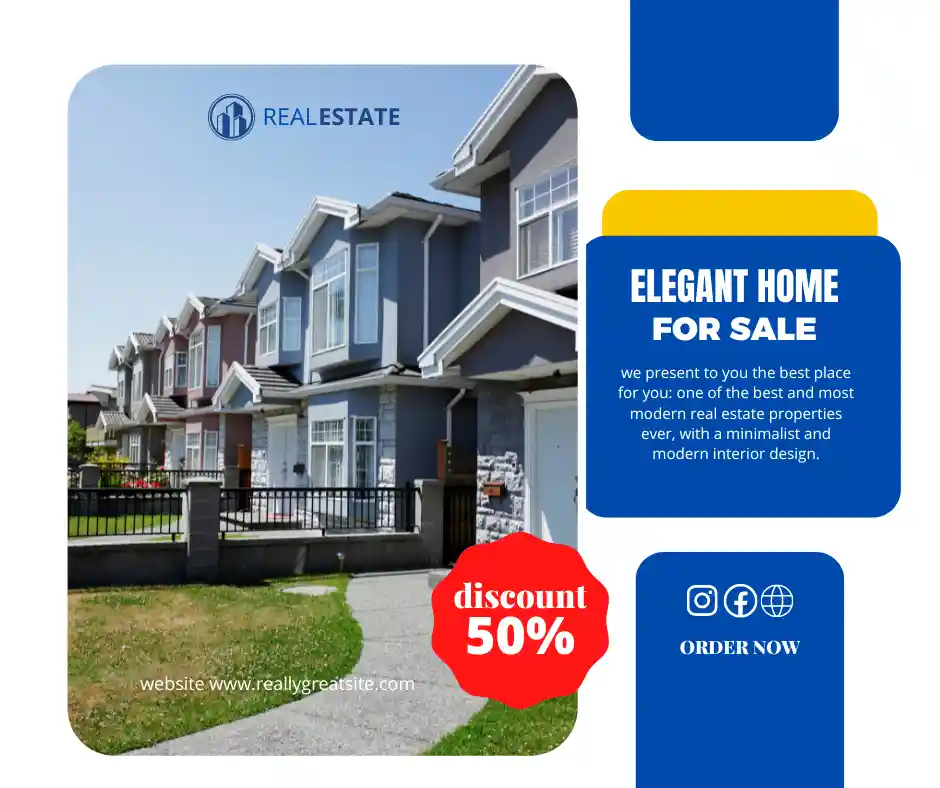 REALESTATE
ELEGANT HOME
FOR SALE
we present to you the best place
for you: one of the best and most
modern real estate properties
ever, with a minimalist and
modern interior design.
discount
50%
ORDER NOW
website www.reallygreatsite.com